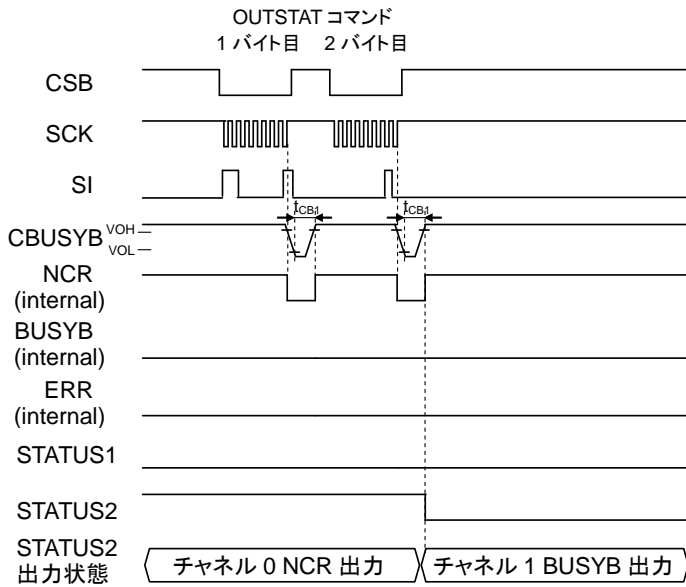 OUTSTAT コマンド
1 バイト目 2 バイト目
CSB
SCK
SI
tCB1 tCB1
CBUSYB VOH
VOL
NCR
(internal)
BUSYB
(internal)
ERR
(internal)
STATUS1
STATUS2
STATUS2
出力状態
チャネル 0 NCR 出力 チャネル 1 BUSYB 出力